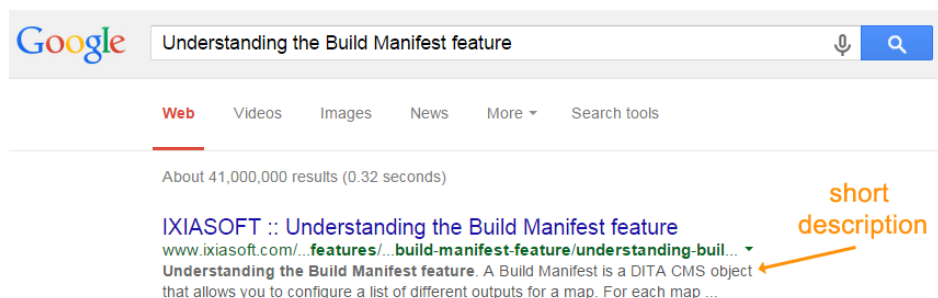 Google Understanding the Build Manifest feature
Web Videos Images News More Search tools
About 41,000,000 results (0.32 seconds)
short
description
IXIASOFT :: Understanding the Build Manifest feature
www.ixiasoft.com/...features/...build-manifest-feature/understanding-buil...
Understanding the Build Manifest feature. A Build Manifest is a DITA CMS object
that allows you to configure a list of different outputs for a map. For each map ...